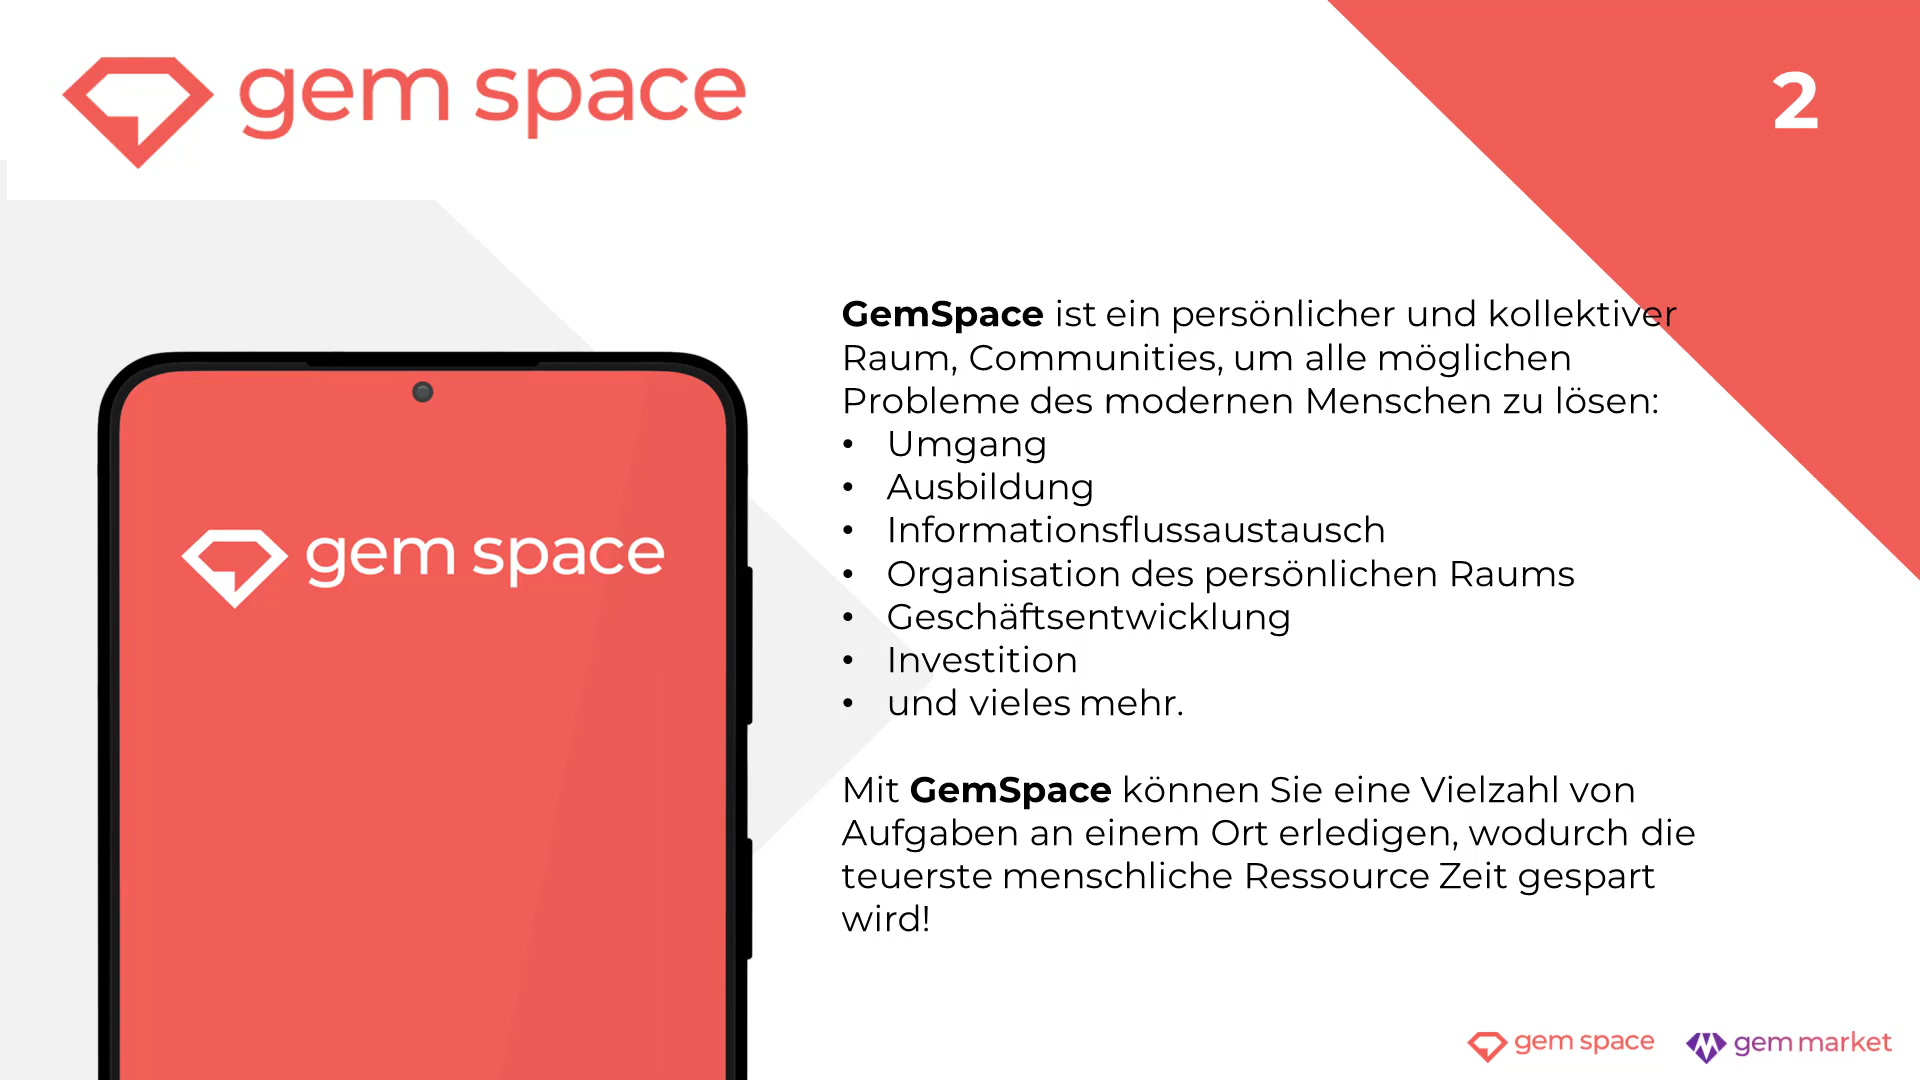 gem space
2
GemSpace ist ein persönlicher und kollektiver
Raum, Communities, um alle möglichen
Probleme des modernen Menschen zu lösen:
• Umgang
• Ausbildung
• Informationsflussaustausch
• Organisation des persönlichen Raums
• Geschäftsentwicklung
• Investition
• und vieles mehr.
Mit GemSpace können Sie eine Vielzahl von
Aufgaben an einem Ort erledigen, wodurch die
teuerste menschliche Ressource Zeit gespart
wird!
gem space
gem space
gem market